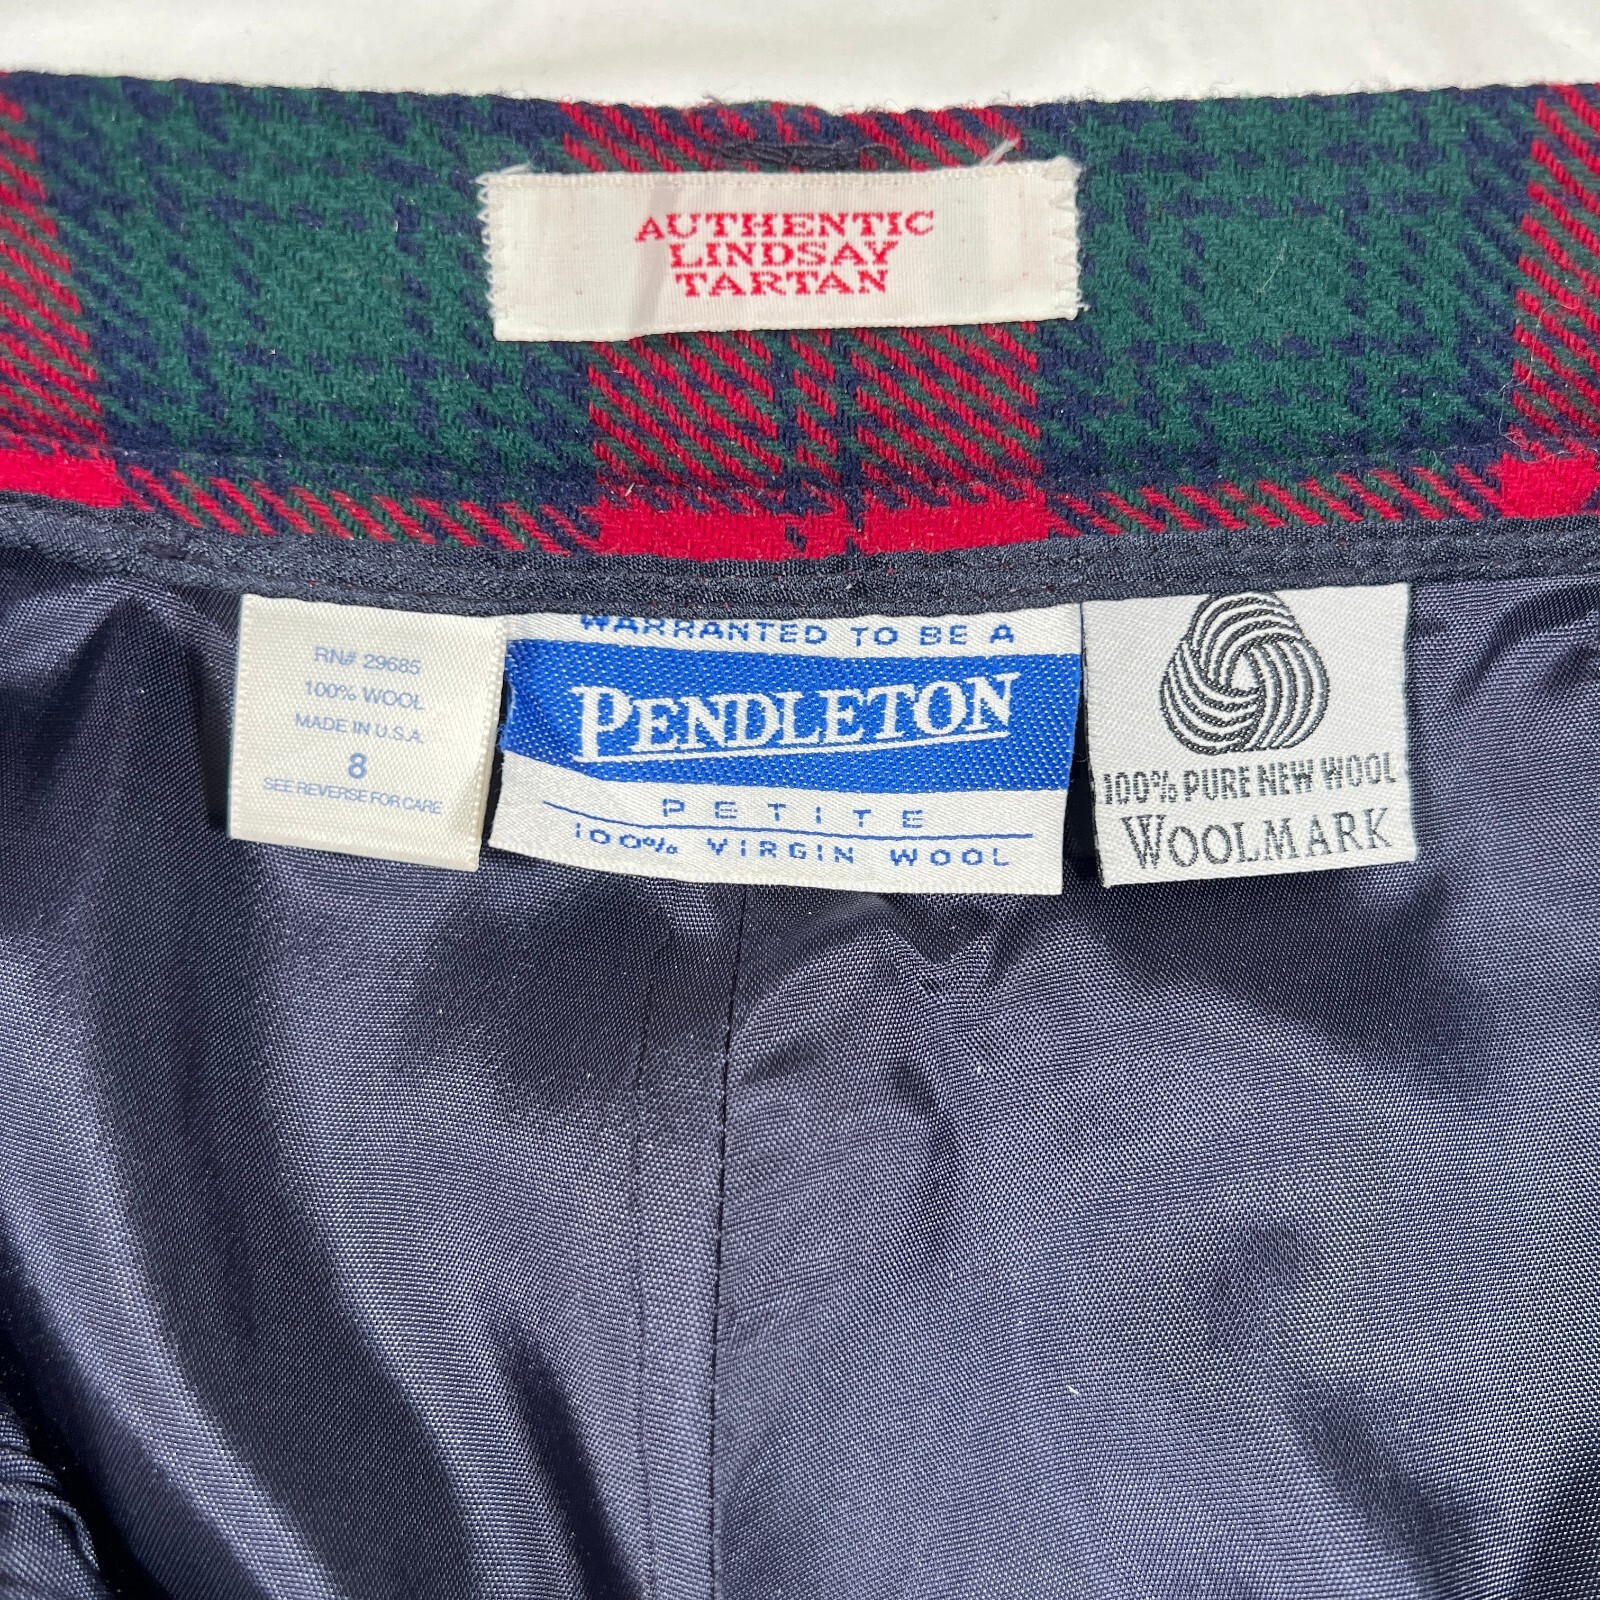 AUTHENTIC
LINDSAY
TARTAN
RN# 29685
100% WOOL
MADE IN U.S.A.
8
SEE REVERSE FOR CARE
WARRANTED TO BE A
PENDLETON
PETITE
100% VIRGIN WOOL
100% PURE NEW WOOL
WOOLMARK